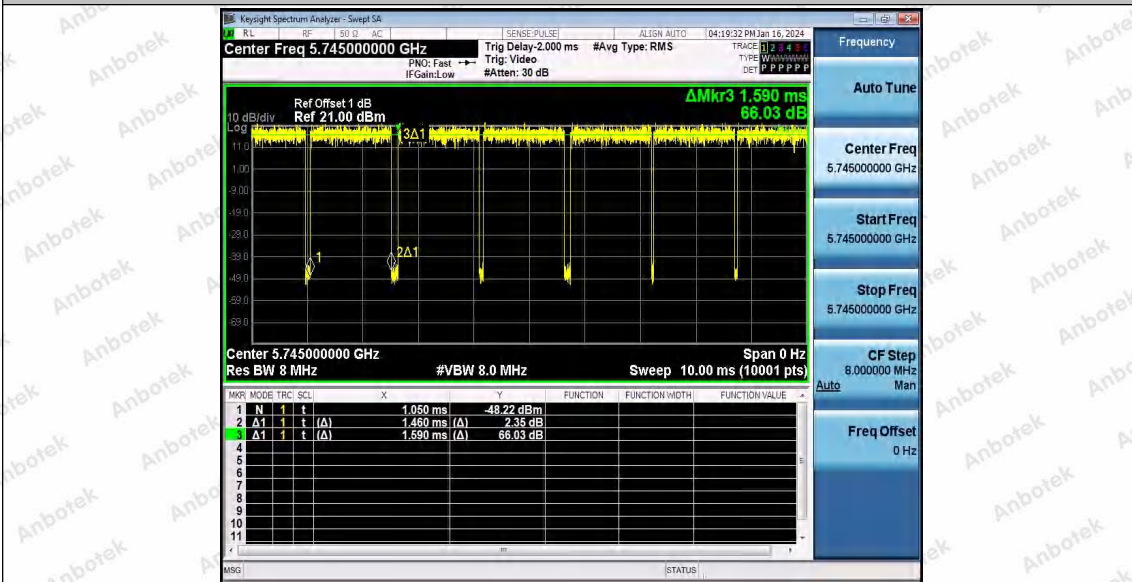 Keysight Spectrum Analyzer - Swept SA
RL RF 50 Ω AC SENSE:PULSE ALIGN AUTO 04:19:32 PM Jan 16, 2024
Center Freq 5.745000000 GHz
PNO: Fast
IFGain:Low
Trig Delay-2.000 ms
Trig: Video
#Atten: 30 dB
#Avg Type: RMS
TRACE 1 2 3 4 5 6
TYPE W
DET P P P P P P
ΔMkr3 1.590 ms
66.03 dB
Ref Offset 1 dB
10 dB/div Ref 21.00 dBm
Log
11.0
1.00
-9.00
-19.0
-29.0
-39.0
-49.0
-59.0
-69.0
3Δ1
1
2Δ1
Center 5.745000000 GHz Span 0 Hz
Res BW 8 MHz #VBW 8.0 MHz Sweep 10.00 ms (10001 pts)
MKR MODE TRC SCL X Y FUNCTION FUNCTION WIDTH FUNCTION VALUE
1 N 1 t 1.050 ms -48.22 dBm
2 Δ1 1 t (Δ) 1.460 ms (Δ) 2.35 dB
3 Δ1 1 t (Δ) 1.590 ms (Δ) 66.03 dB
4
5
6
7
8
9
10
11
MSG STATUS
Frequency
Auto Tune
Center Freq
5.745000000 GHz
Start Freq
5.745000000 GHz
Stop Freq
5.745000000 GHz
CF Step
8.000000 MHz
Auto Man
Freq Offset
0 Hz
Anbotek